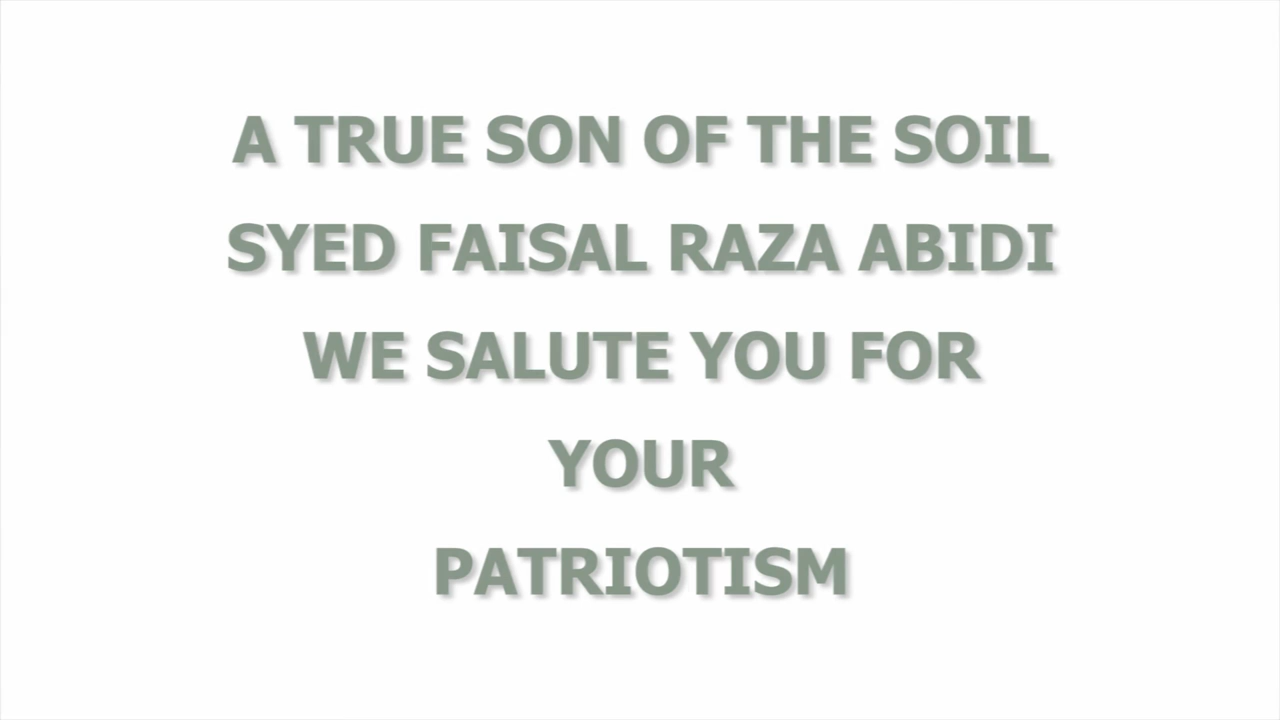 A TRUE SON OF THE SOIL
SYED FAISAL RAZA ABIDI
WE SALUTE YOU FOR
YOUR
PATRIOTISM